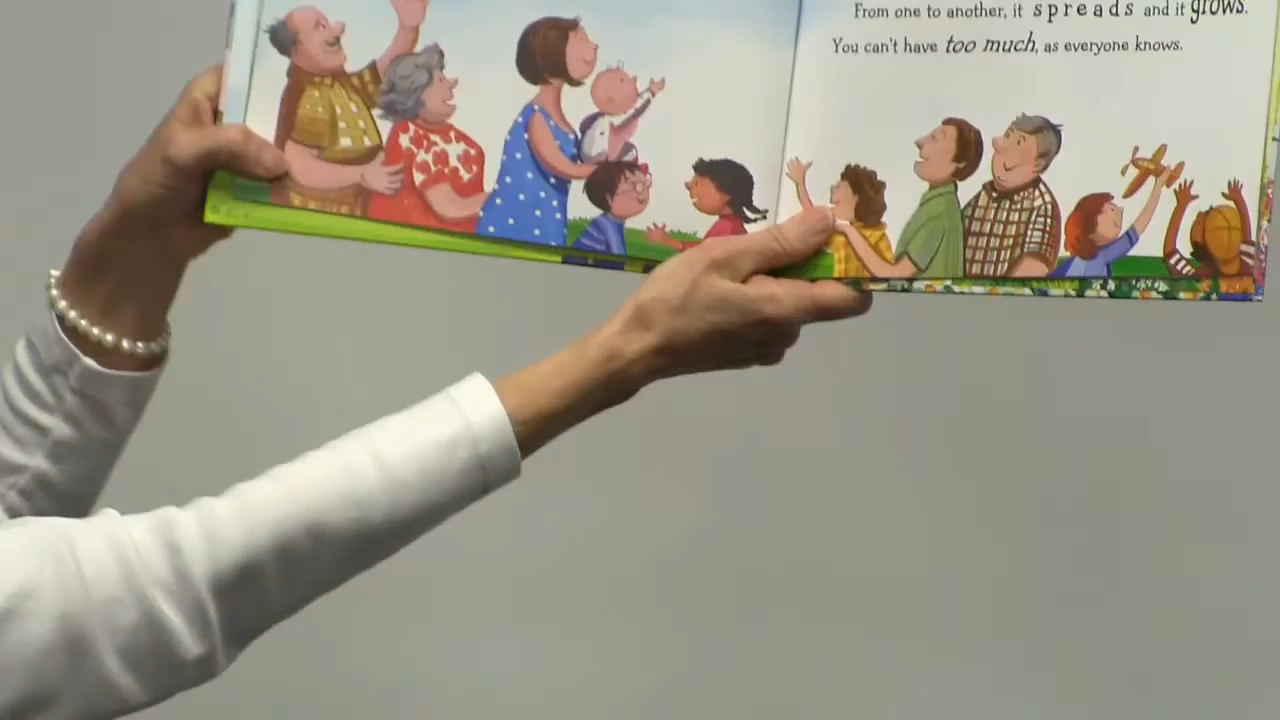 From one to another, it spreads and it grows.
You can't have too much, as everyone knows.